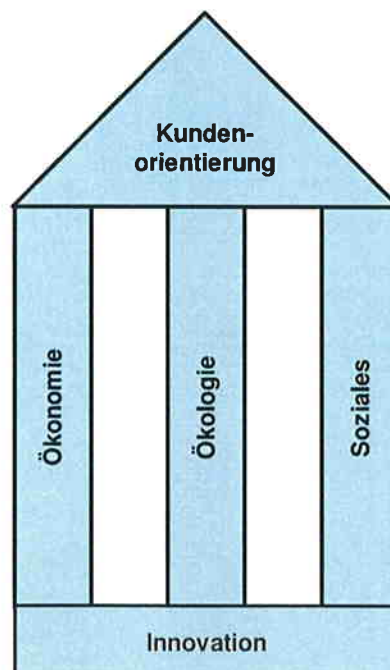 Kunden-
orientierung
Ökonomie
Ökologie
Soziales
Innovation